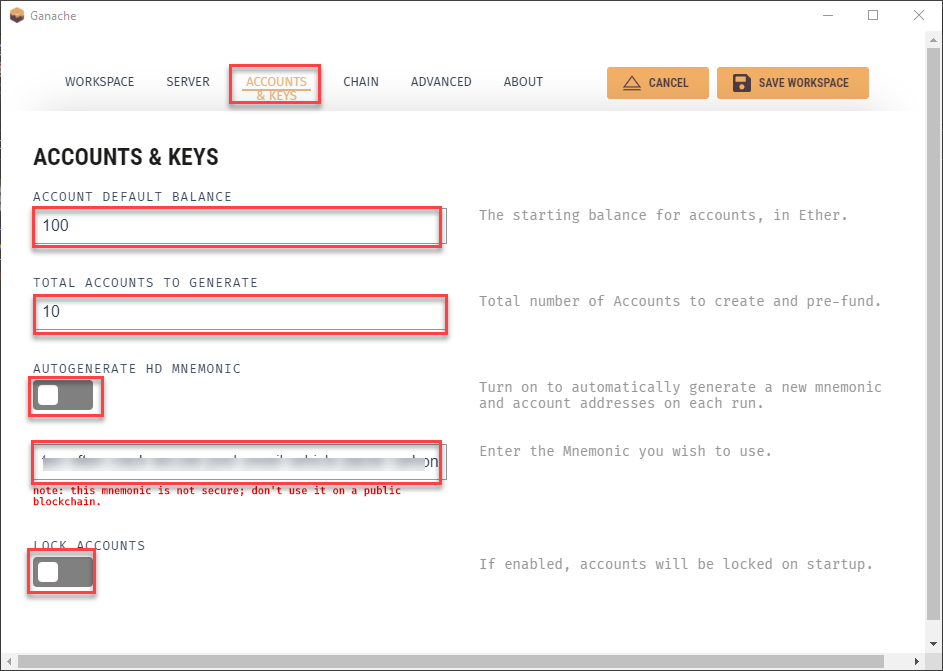 Ganache
WORKSPACE SERVER ACCOUNTS & KEYS CHAIN ADVANCED ABOUT CANCEL SAVE WORKSPACE
ACCOUNTS & KEYS
ACCOUNT DEFAULT BALANCE
100
The starting balance for accounts, in Ether.
TOTAL ACCOUNTS TO GENERATE
10
Total number of Accounts to create and pre-fund.
AUTOGENERATE HD MNEMONIC
Turn on to automatically generate a new mnemonic
and account addresses on each run.
Enter the Mnemonic you wish to use.
note: this mnemonic is not secure; don't use it on a public
blockchain.
LOCK ACCOUNTS
If enabled, accounts will be locked on startup.